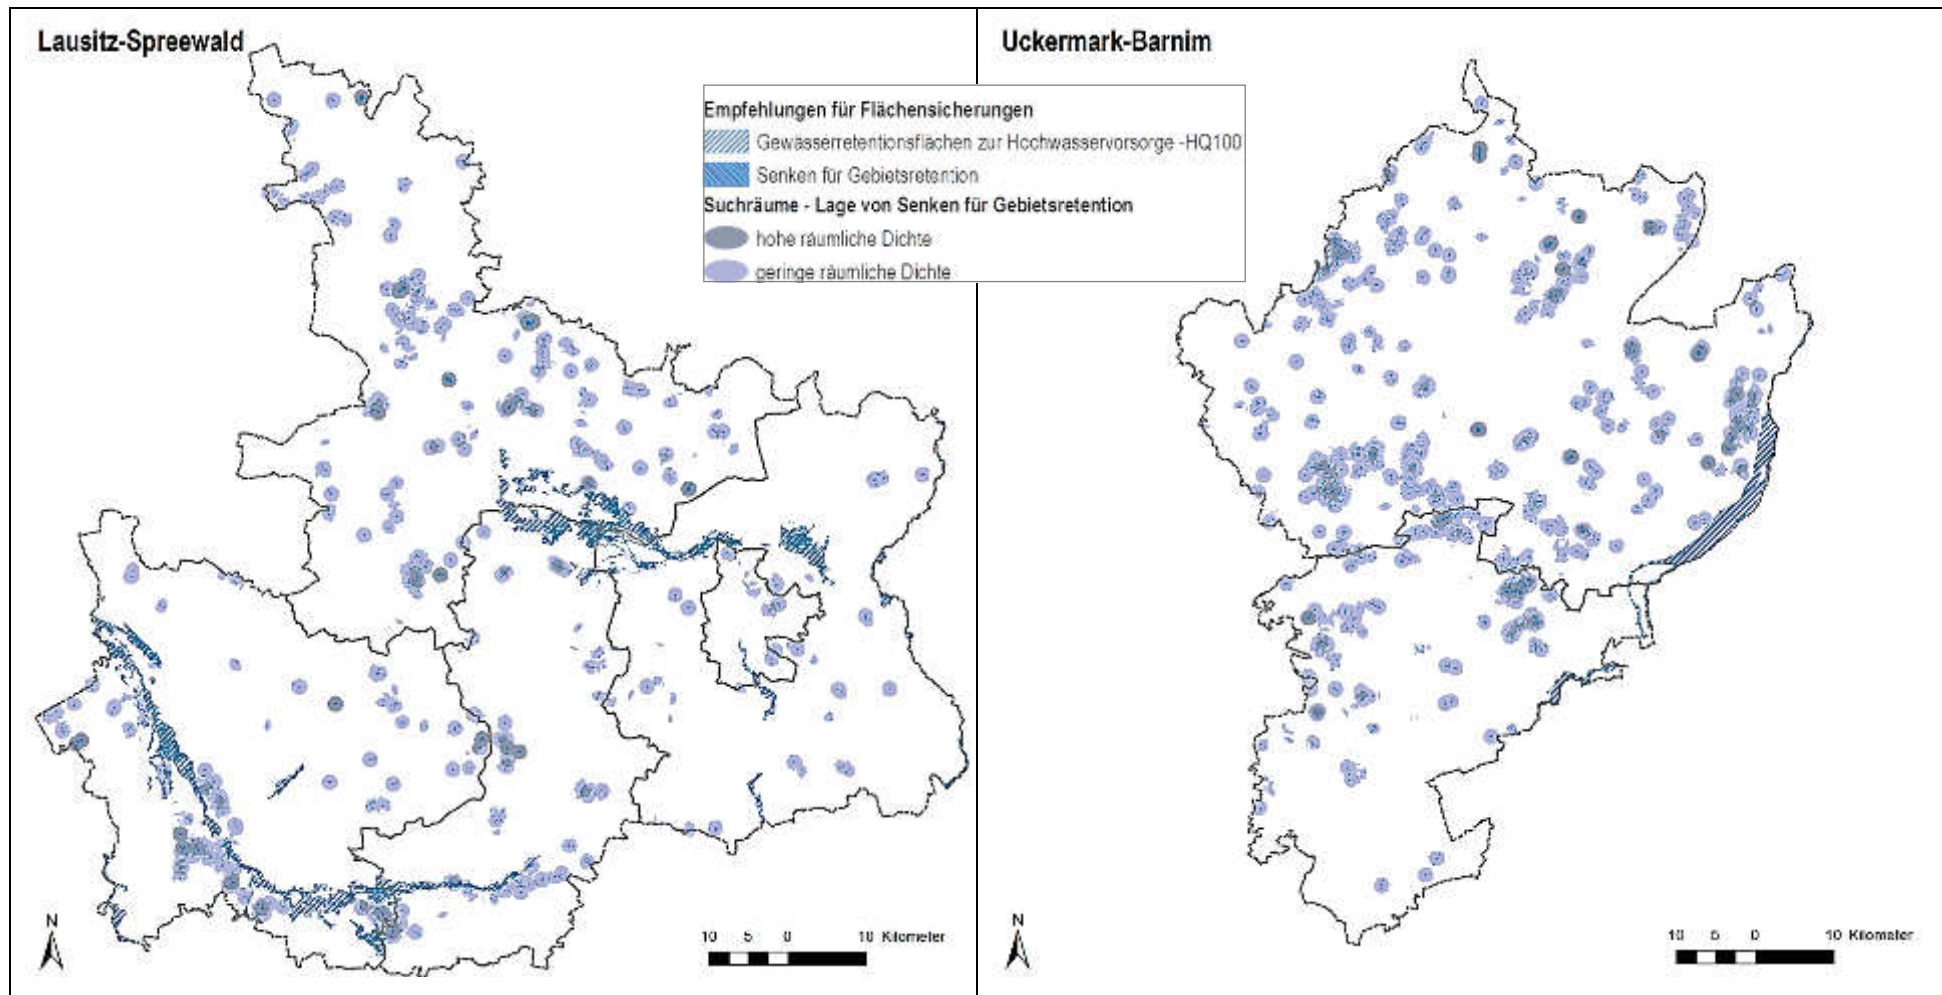 Lausitz-Spreewald
Uckermark-Barnim
Empfehlungen für Flächensicherungen
Gewässerretentionsflächen zur Hochwasservorsorge -HQ100
Senken für Gebietsretention
Suchräume - Lage von Senken für Gebietsretention
hohe räumliche Dichte
geringe räumliche Dichte
N
10 5 0 10 Kilometer
N
10 5 0 10 Kilometer